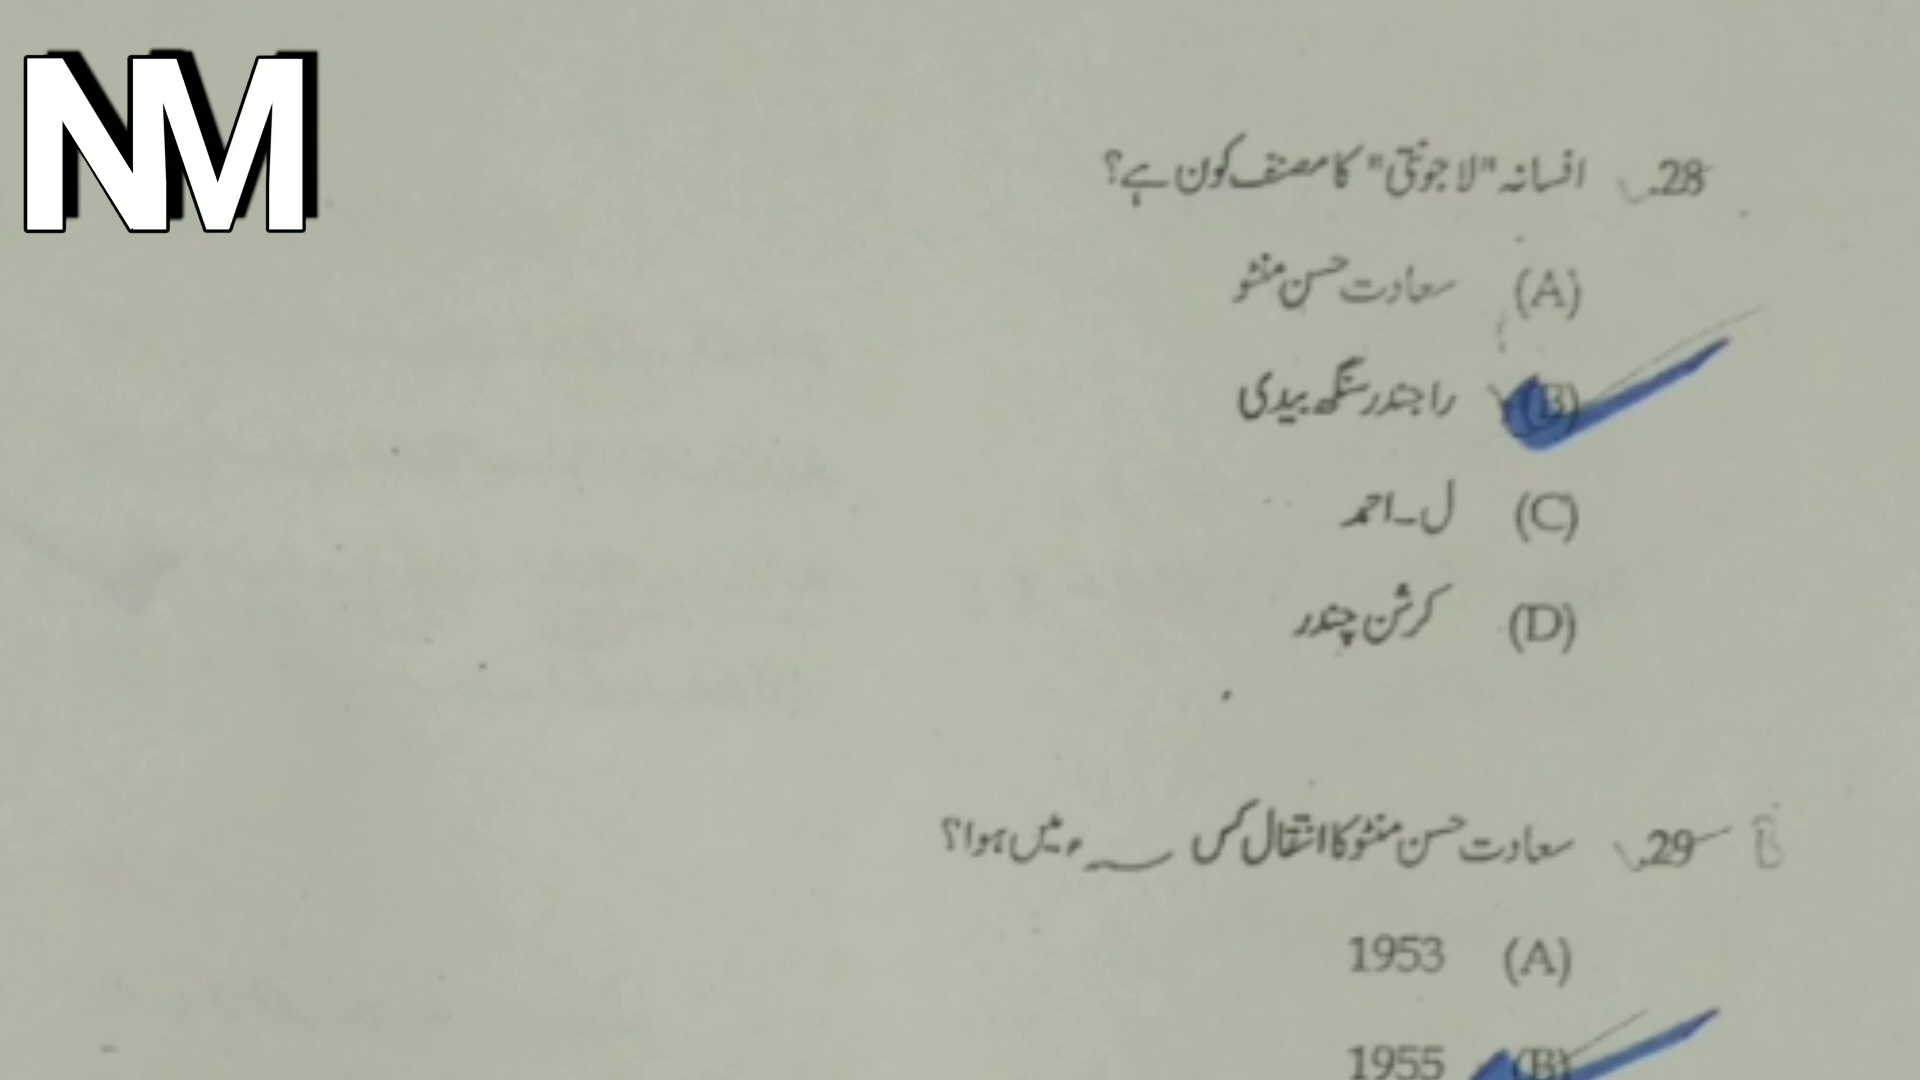 NM
28. افسانہ "لاجونتی" کا مصنف کون ہے؟
(A) سعادت حسن منٹو
(B) راجندر سنگھ بیدی
(C) ل۔احمد
(D) کرشن چندر
29. سعادت حسن منٹو کا انتقال کس ؁ء میں ہوا؟ B
(A) 1953
(B) 1955